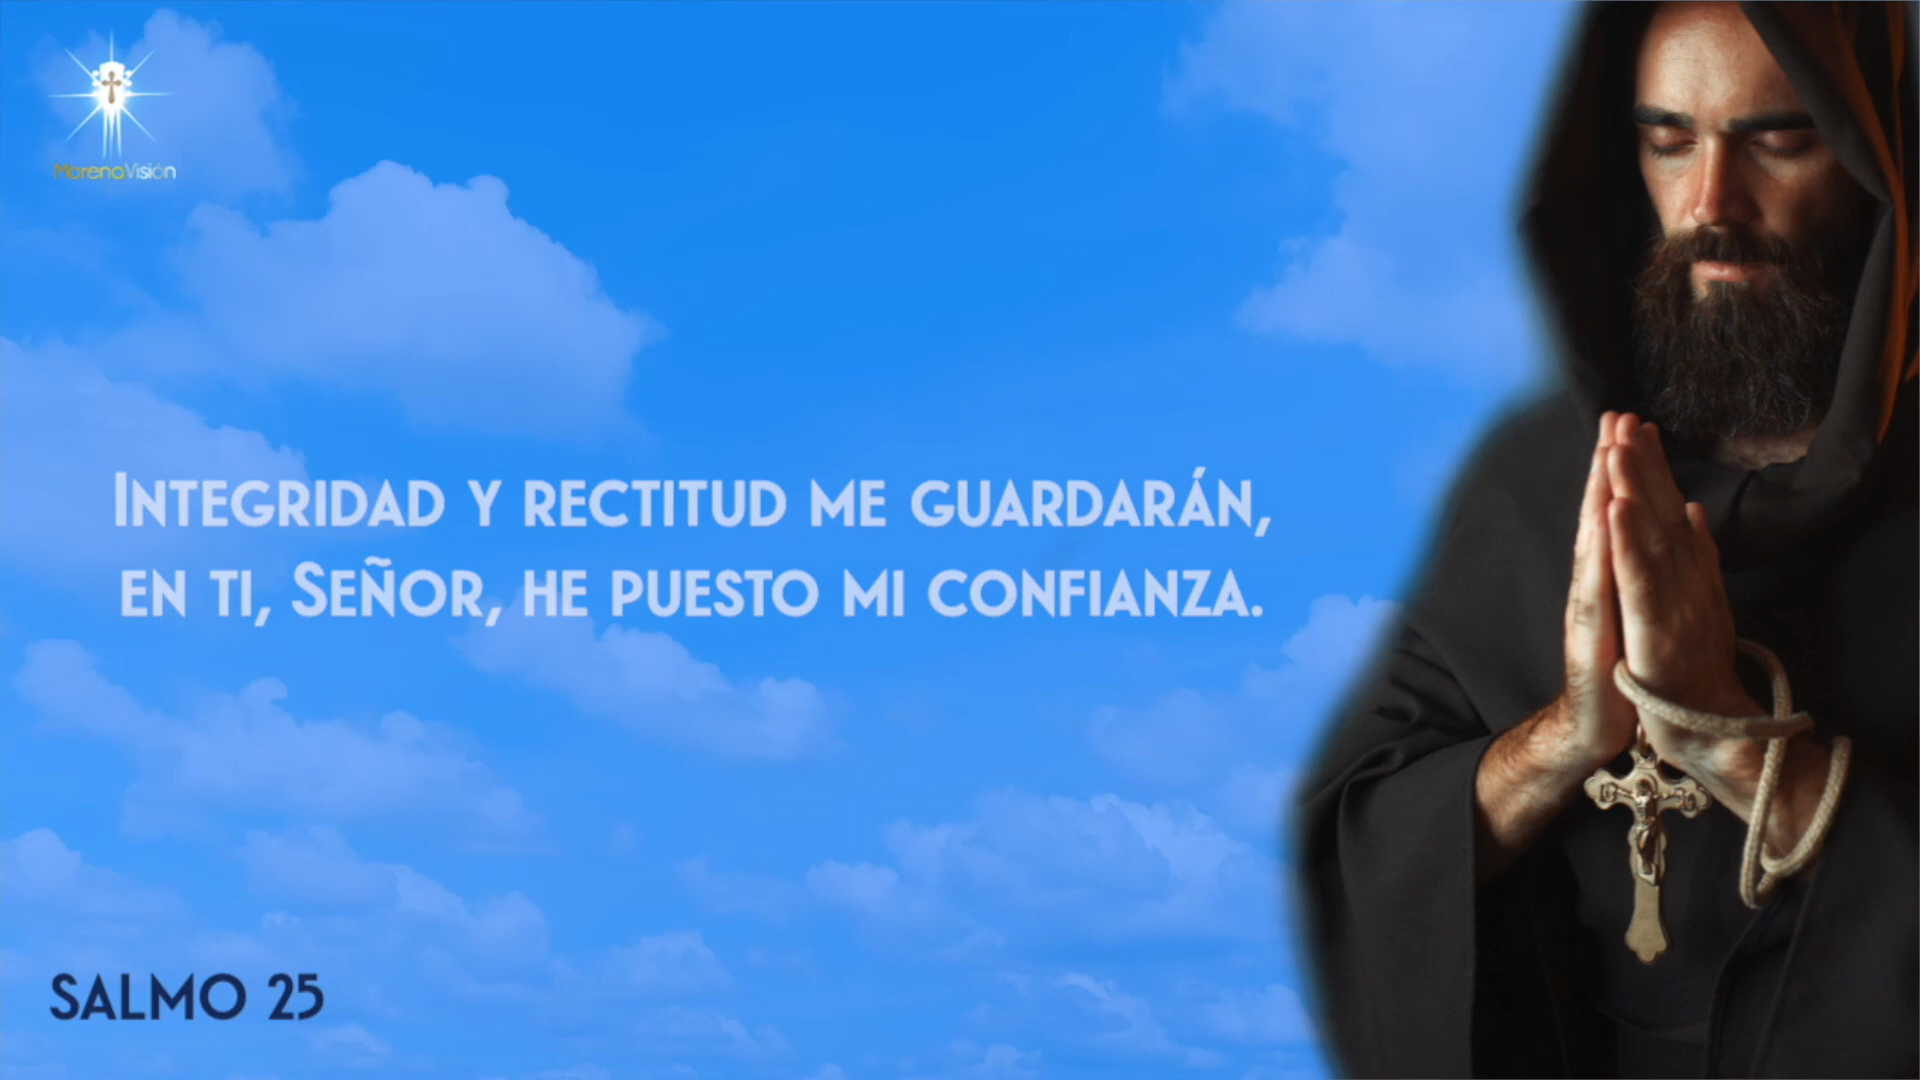 MorenaVisión
Integridad y rectitud me guardarán,
en ti, Señor, he puesto mi confianza.
SALMO 25